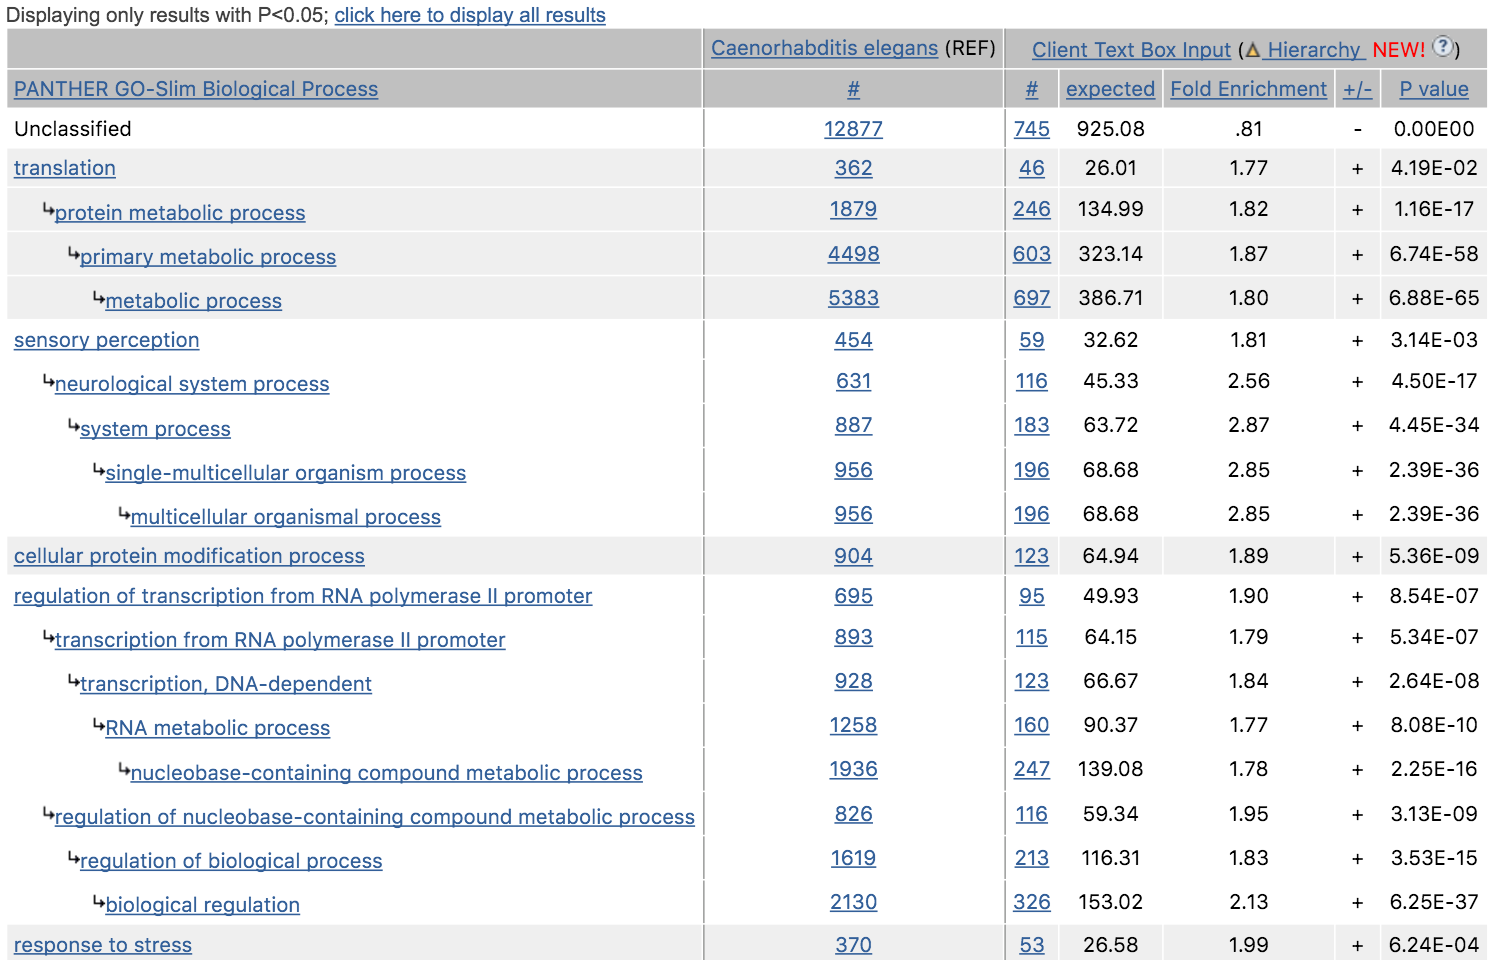 Displaying only results with P<0.05; click here to display all results
Caenorhabditis elegans (REF) Client Text Box Input (Hierarchy NEW! ?)
PANTHER GO-Slim Biological Process # # expected Fold Enrichment +/- P value
Unclassified 12877 745 925.08 .81 - 0.00E00
translation 362 46 26.01 1.77 + 4.19E-02
↳protein metabolic process 1879 246 134.99 1.82 + 1.16E-17
↳primary metabolic process 4498 603 323.14 1.87 + 6.74E-58
↳metabolic process 5383 697 386.71 1.80 + 6.88E-65
sensory perception 454 59 32.62 1.81 + 3.14E-03
↳neurological system process 631 116 45.33 2.56 + 4.50E-17
↳system process 887 183 63.72 2.87 + 4.45E-34
↳single-multicellular organism process 956 196 68.68 2.85 + 2.39E-36
↳multicellular organismal process 956 196 68.68 2.85 + 2.39E-36
cellular protein modification process 904 123 64.94 1.89 + 5.36E-09
regulation of transcription from RNA polymerase II promoter 695 95 49.93 1.90 + 8.54E-07
↳transcription from RNA polymerase II promoter 893 115 64.15 1.79 + 5.34E-07
↳transcription, DNA-dependent 928 123 66.67 1.84 + 2.64E-08
↳RNA metabolic process 1258 160 90.37 1.77 + 8.08E-10
↳nucleobase-containing compound metabolic process 1936 247 139.08 1.78 + 2.25E-16
↳regulation of nucleobase-containing compound metabolic process 826 116 59.34 1.95 + 3.13E-09
↳regulation of biological process 1619 213 116.31 1.83 + 3.53E-15
↳biological regulation 2130 326 153.02 2.13 + 6.25E-37
response to stress 370 53 26.58 1.99 + 6.24E-04